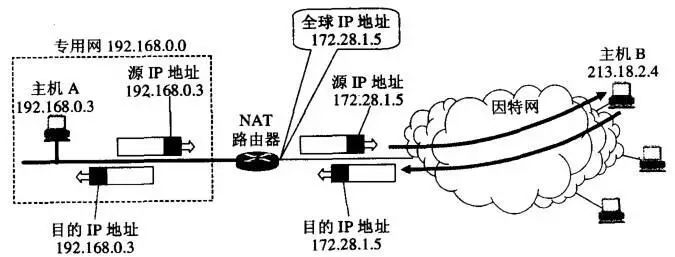 全球 IP 地址
172.28.1.5
专用网 192.168.0.0
主机 A
192.168.0.3
源 IP 地址
192.168.0.3
NAT
路由器
源 IP 地址
172.28.1.5
因特网
主机 B
213.18.2.4
目的 IP 地址
192.168.0.3
目的 IP 地址
172.28.1.5